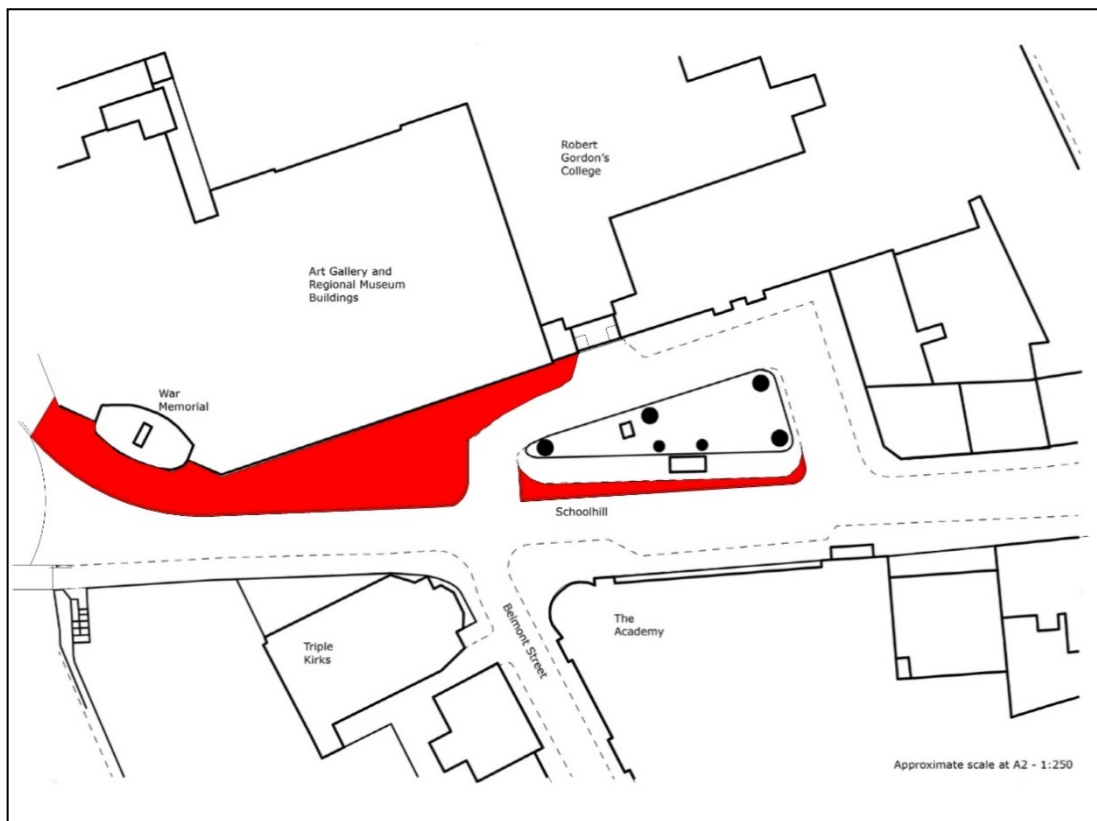 Robert
Gordon's
College
Art Gallery and
Regional Museum
Buildings
War
Memorial
Schoolhill
Belmont Street
The
Academy
Triple
Kirks
Approximate scale at A2 - 1:250